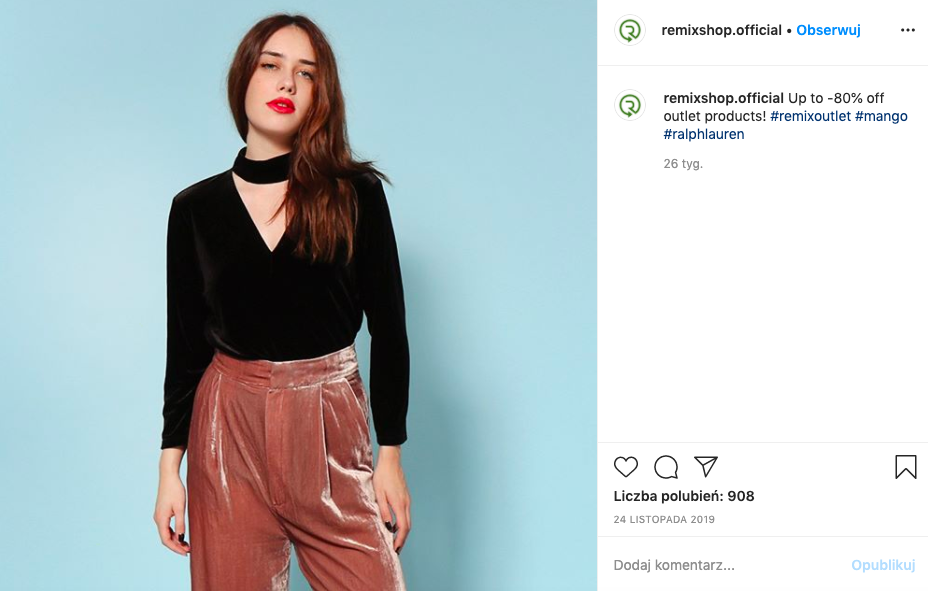 remixshop.official • Obserwuj
remixshop.official Up to -80% off
outlet products! #remixoutlet #mango
#ralphlauren
26 tyg.
Liczba polubień: 908
24 LISTOPADA 2019
Dodaj komentarz...
Opublikuj